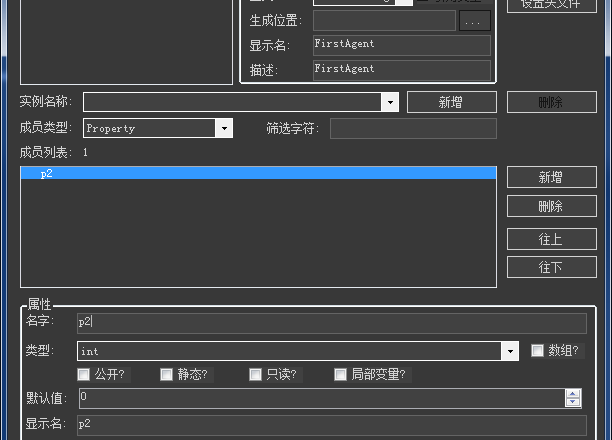 设置头文件
生成位置:
...
显示名: FirstAgent
描述: FirstAgent
实例名称: 新增 删除
成员类型: Property 筛选字符:
成员列表: 1
p2
新增
删除
往上
往下
属性
名字: p2
类型: int 数组?
公开? 静态? 只读? 局部变量?
默认值: 0
显示名: p2